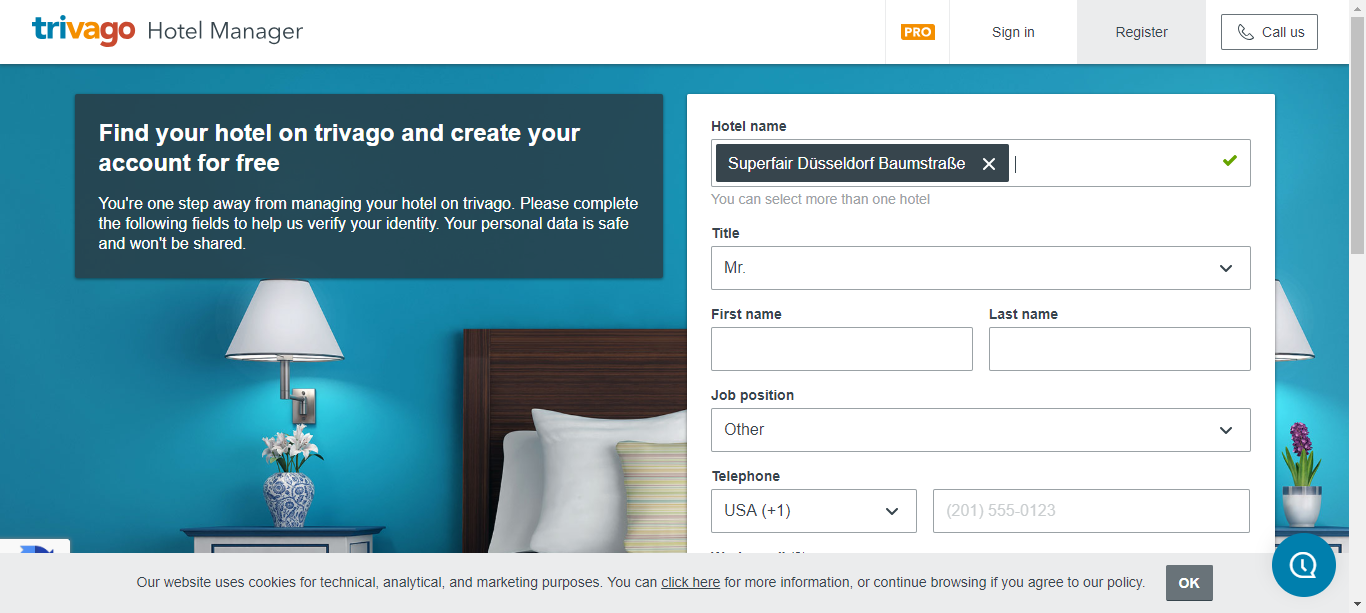 trivago Hotel Manager
PRO
Sign in
Register
Call us
Find your hotel on trivago and create your
account for free
You're one step away from managing your hotel on trivago. Please complete
the following fields to help us verify your identity. Your personal data is safe
and won't be shared.
Hotel name
Superfair Düsseldorf Baumstraße
You can select more than one hotel
Title
Mr.
First name
Last name
Job position
Other
Telephone
USA (+1)
(201) 555-0123
Our website uses cookies for technical, analytical, and marketing purposes. You can click here for more information, or continue browsing if you agree to our policy.
OK